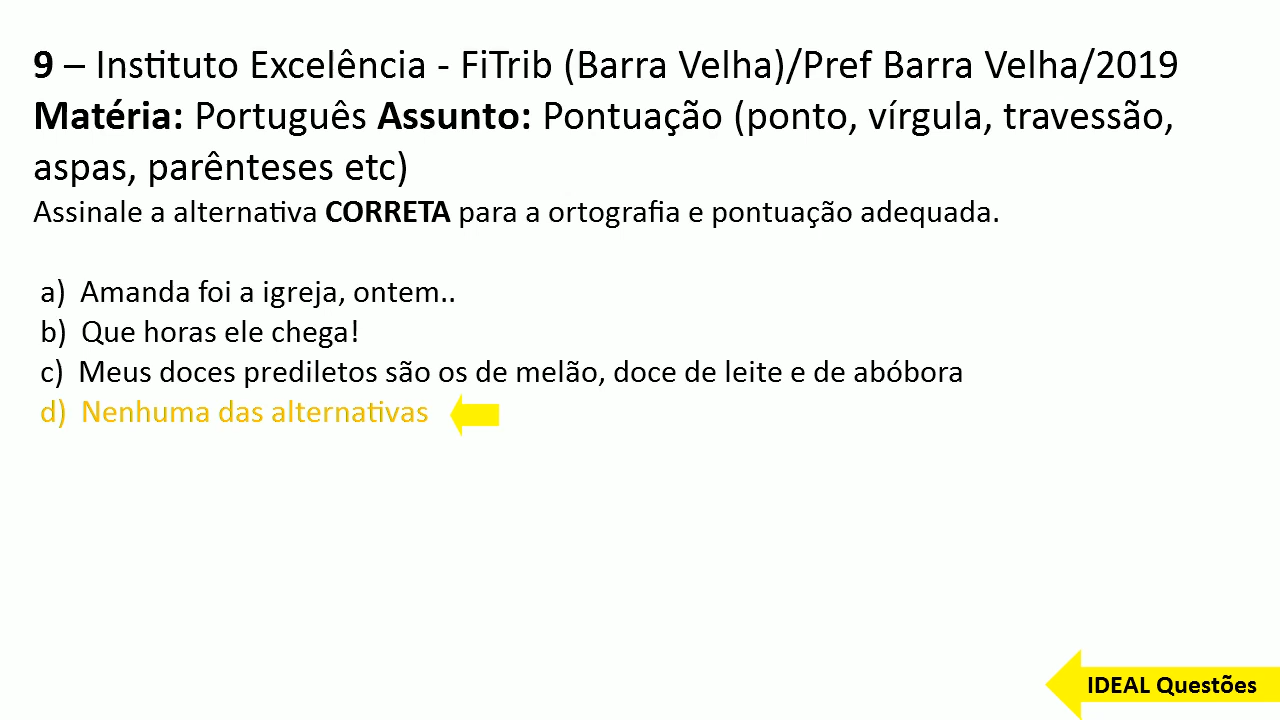 9 – Instituto Excelência - FiTrib (Barra Velha)/Pref Barra Velha/2019
Matéria: Português Assunto: Pontuação (ponto, vírgula, travessão,
aspas, parênteses etc)
Assinale a alternativa CORRETA para a ortografia e pontuação adequada.
a) Amanda foi a igreja, ontem..
b) Que horas ele chega!
c) Meus doces prediletos são os de melão, doce de leite e de abóbora
d) Nenhuma das alternativas
IDEAL Questões